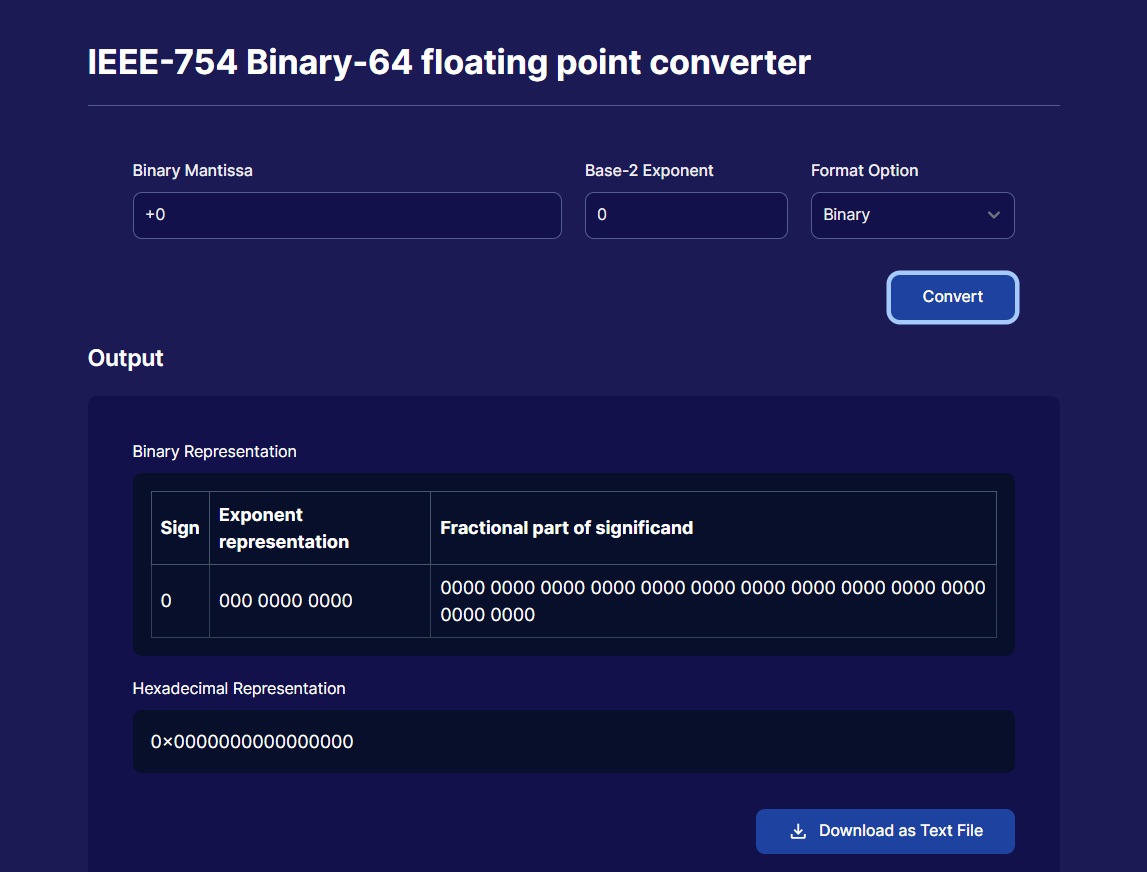 IEEE-754 Binary-64 floating point converter
Binary Mantissa
Base-2 Exponent
Format Option
+0
0
Binary
Convert
Output
Binary Representation
Sign
Exponent
representation
Fractional part of significand
0
000 0000 0000
0000 0000 0000 0000 0000 0000 0000 0000 0000 0000 0000
0000 0000
Hexadecimal Representation
0×0000000000000000
Download as Text File